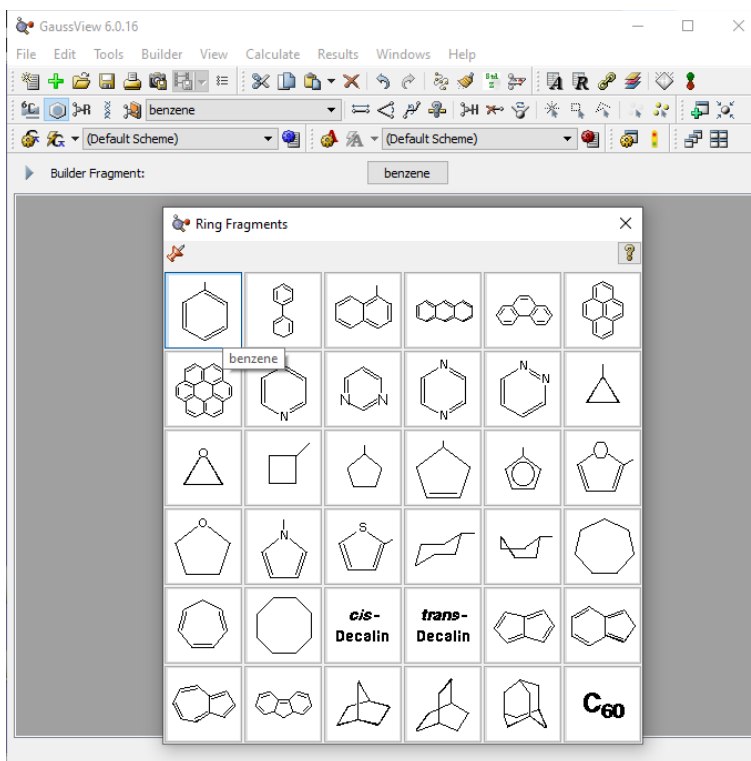 GaussView 6.0.16
File Edit Tools Builder View Calculate Results Windows Help
A R
6C R benzene H
(Default Scheme) (Default Scheme)
Builder Fragment: benzene
Ring Fragments
?
benzene
N N N N N N
N
O O
O N S
cis- trans-
Decalin Decalin
C60